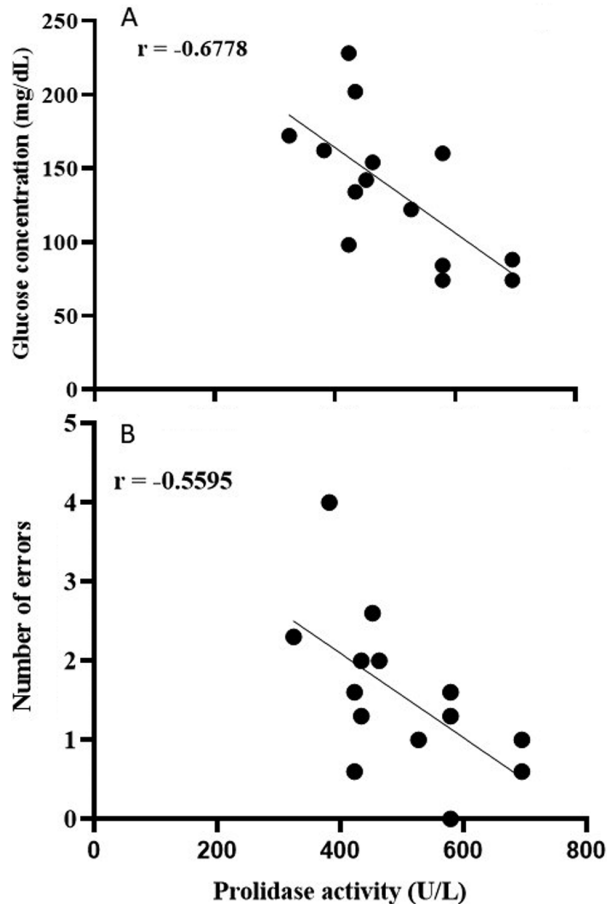 A
r = -0.6778
Glucose concentration (mg/dL)
250
200
150
100
50
0
B
r = -0.5595
Number of errors
5
4
3
2
1
0
0 200 400 600 800
Prolidase activity (U/L)